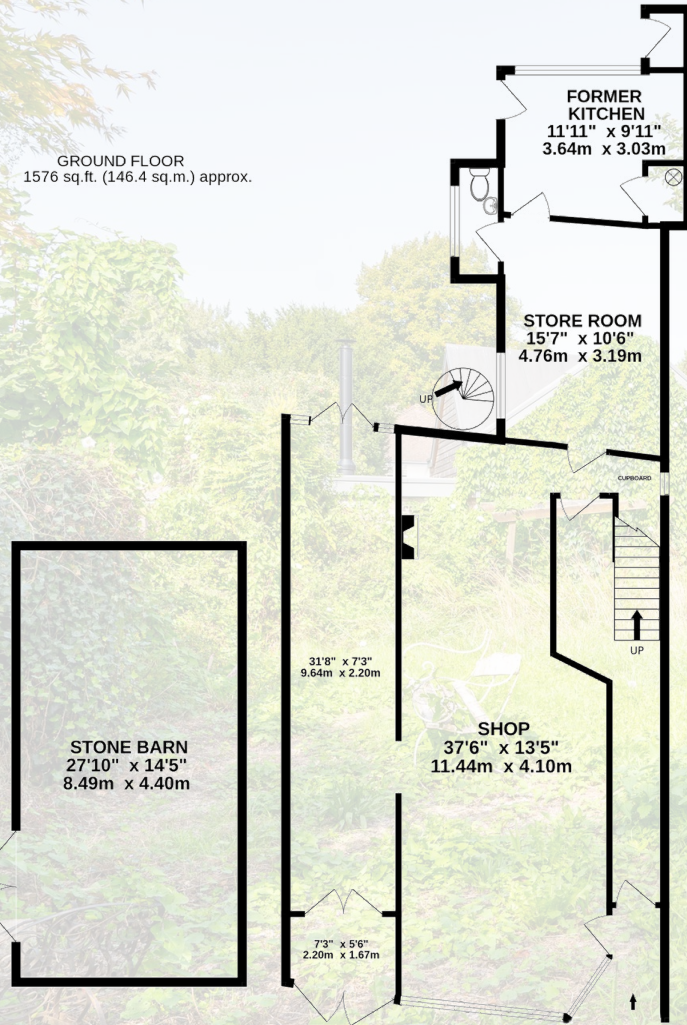 FORMER
KITCHEN
11'11" x 9'11"
3.64m x 3.03m
GROUND FLOOR
1576 sq.ft. (146.4 sq.m.) approx.
STORE ROOM
15'7" x 10'6"
4.76m x 3.19m
UP
CUPBOARD
UP
31'8" x 7'3"
9.64m x 2.20m
SHOP
37'6" x 13'5"
11.44m x 4.10m
STONE BARN
27'10" x 14'5"
8.49m x 4.40m
7'3" x 5'6"
2.20m x 1.67m